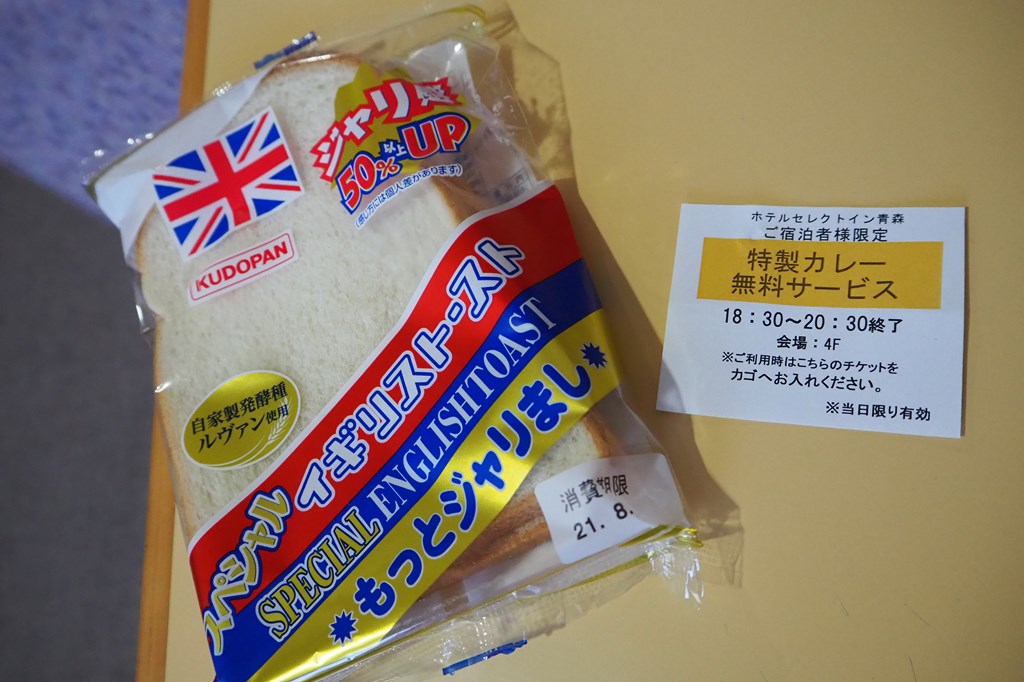 ジャリ感
50%以上UP
(感じ方には個人差があります)
KUDOPAN
自家製発酵種
ルヴァン使用
スペシャル イギリストースト
SPECIAL ENGLISHTOAST
もっとジャリまし
消費期限
21.8.
ホテルセレクトイン青森
ご宿泊者様限定
特製カレー
無料サービス
18:30～20:30終了
会場:4F
※ご利用時はこちらのチケットを
カゴへお入れください。
※当日限り有効